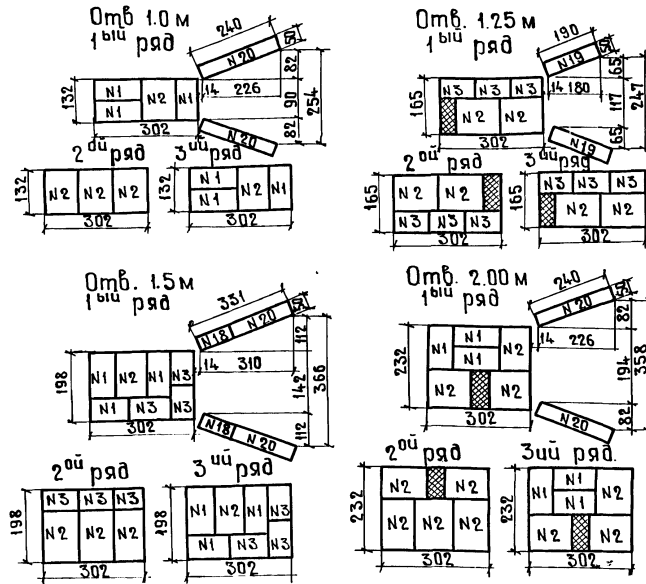 Отв. 1.0 м
1ый ряд
240
50
N20
82
132
N1
N1
N2
N1
14 226
90
254
302
N20
82
2ой ряд
3ий ряд
132
N2 N2 N2
302
132
N1
N1
N2
N1
302
Отв. 1.25 м
1ый ряд
190
50
N19
65
165
N3 N3 N3
N2 N2
14 180
117
247
302
N19
65
2ой ряд
3ий ряд
165
N2 N2
N3 N3 N3
302
165
N3 N3 N3
N2 N2
302
Отв. 1.5 м
1ый ряд
331
50
N18 N20
112
198
N1 N2 N1 N3
N1 N3 N3
14 310
142
366
302
N18 N20
112
2ой ряд
3ий ряд
198
N3 N3 N3
N2 N2 N2
302
198
N1 N2 N1 N3
N1 N3 N3
302
Отв. 2.00 м
1ый ряд
240
50
N20
82
232
N1
N1
N1
N2
N2 N2
14 226
194
358
302
N20
82
2ой ряд
3ий ряд.
232
N2 N2
N2 N2 N2
302
232
N1
N1
N1
N2
N2 N2
302